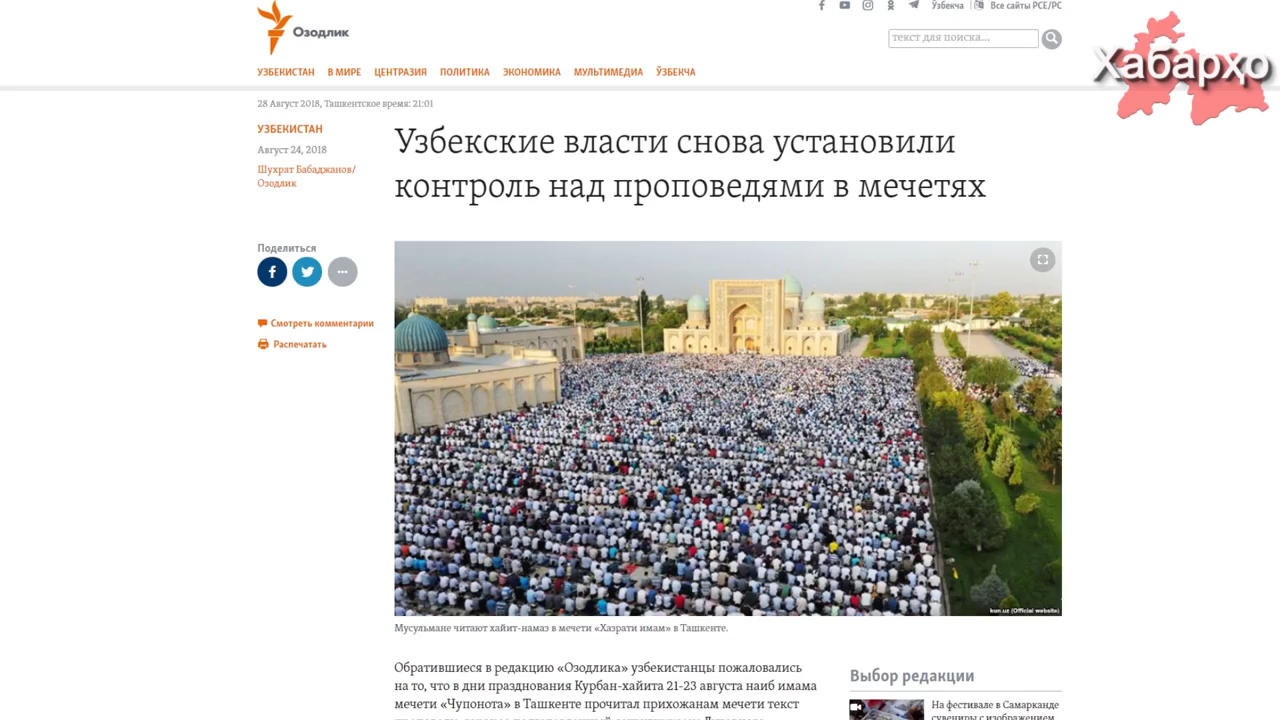 Озодлик
Ўзбекча
Все сайты РСЕ/РС
текст для поиска...
УЗБЕКИСТАН В МИРЕ ЦЕНТРАЗИЯ ПОЛИТИКА ЭКОНОМИКА МУЛЬТИМЕДИА ЎЗБЕКЧА
Хабарҳо
28 Август 2018, Ташкентское время: 21:01
УЗБЕКИСТАН
Август 24, 2018
Шухрат Бабаджанов/
Озодлик
Узбекские власти снова установили
контроль над проповедями в мечетях
Поделиться
Смотреть комментарии
Распечатать
kun.uz (Official website)
Мусульмане читают хайит-намаз в мечети «Хазрати имам» в Ташкенте.
Обратившиеся в редакцию «Озодлика» узбекистанцы пожаловались
на то, что в дни празднования Курбан-хайита 21-23 августа наиб имама
мечети «Чупонота» в Ташкенте прочитал прихожанам мечети текст
Выбор редакции
На фестивале в Самарканде
сувениры с изображением